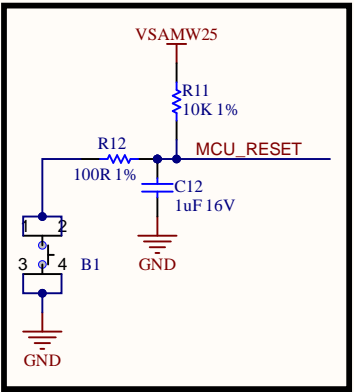 VSAMW25
R11
10K 1%
R12
MCU_RESET
100R 1%
C12
1uF 16V
1 2
3 4 B1
GND
GND